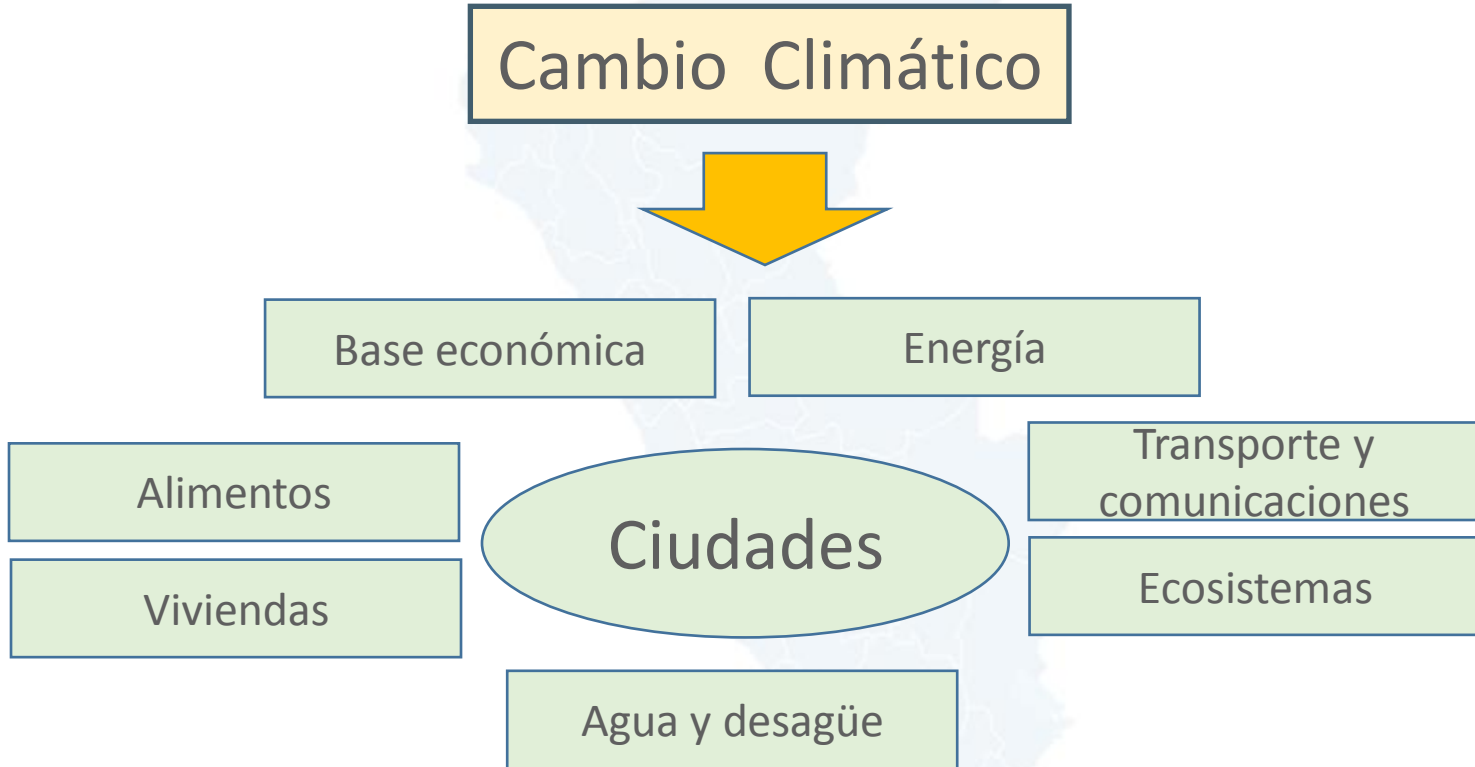 Cambio Climático
Base económica
Energía
Alimentos
Transporte y
comunicaciones
Ciudades
Viviendas
Ecosistemas
Agua y desagüe